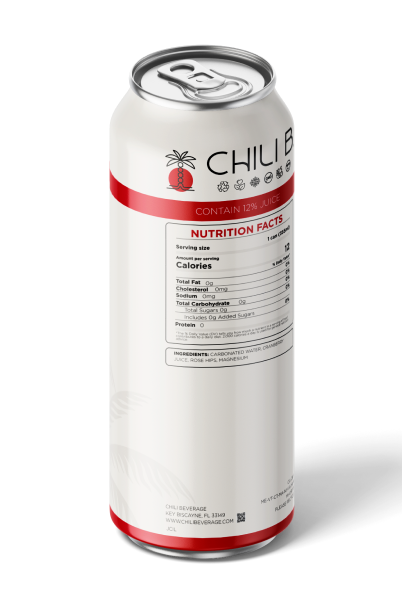 CHILI B
CONTAIN 12% JUICE
NUTRITION FACTS
1 can
Serving size
Amount per serving
Calories
Total Fat 0g
Cholesterol 0mg
Sodium 0mg
Total Carbohydrate 0g
Total Sugars 0g
Includes 0g Added Sugars
Protein 0
INGREDIENTS: CARBONATED WATER, CRANBERRY
JUICE, ROSE HIPS, MAGNESIUM
CHILI BEVERAGE
KEY BISCAYNE, FL 33149
WWW.CHILIBEVERAGE.COM